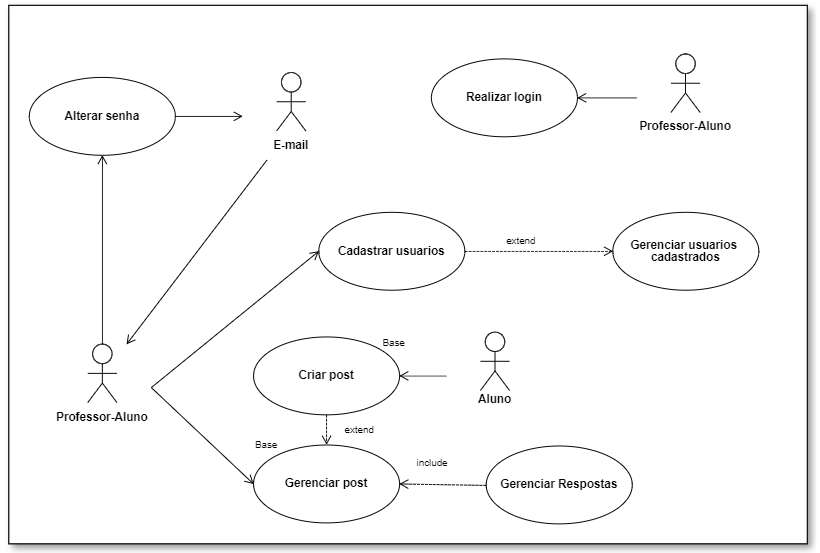 Alterar senha
E-mail
Realizar login
Professor-Aluno
Cadastrar usuarios
extend
Gerenciar usuarios
cadastrados
Professor-Aluno
Base
Criar post
Aluno
extend
Base
Gerenciar post
include
Gerenciar Respostas